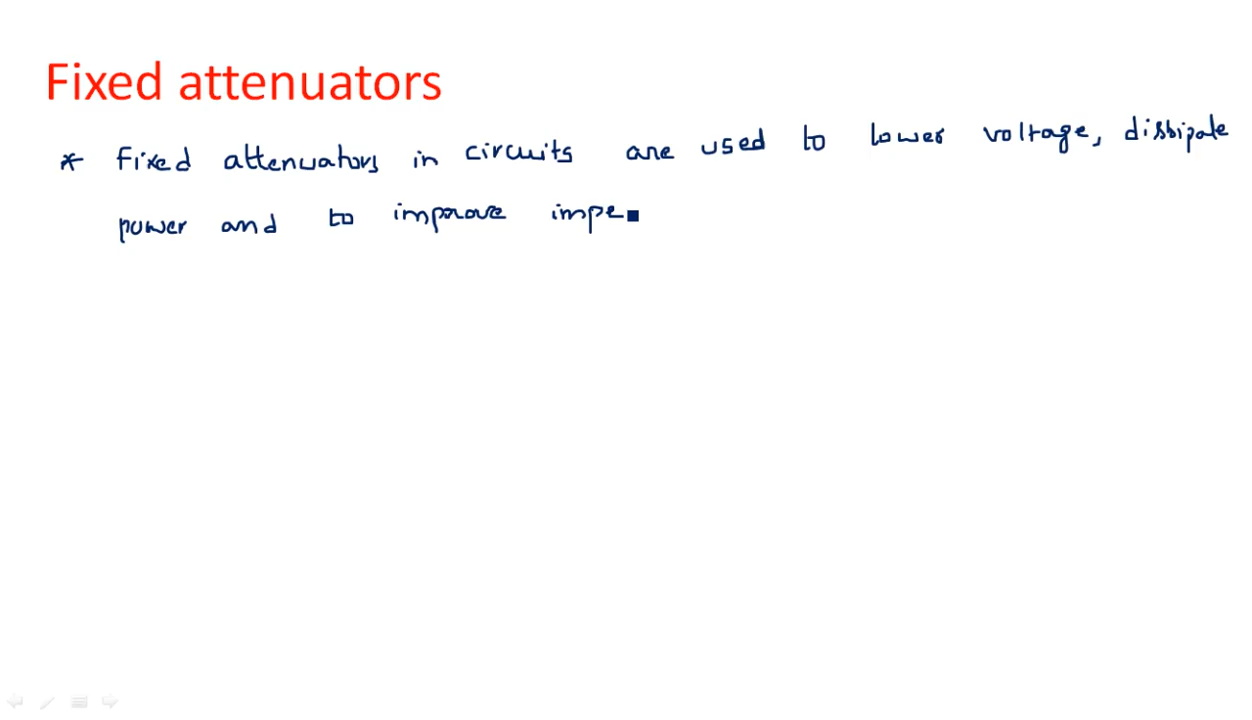 Fixed attenuators
* Fixed attenuators in circuits are used to lower voltage, dissipate
power and to improve impe